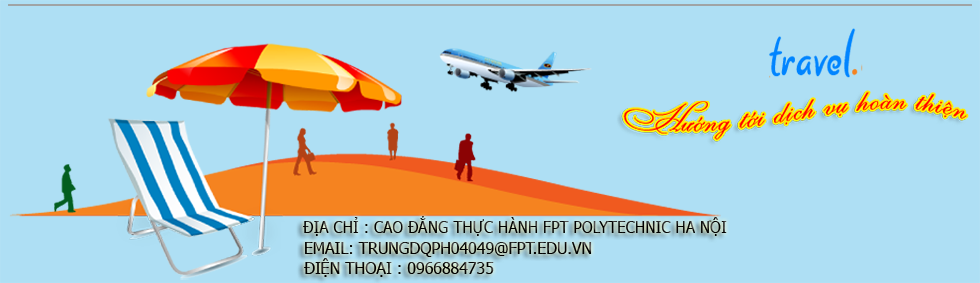 travel.
Hướng tới dịch vụ hoàn thiện
ĐỊA CHỈ : CAO ĐẲNG THỰC HÀNH FPT POLYTECHNIC HA NỘI
EMAIL: TRUNGDQPH04049@FPT.EDU.VN
ĐIỆN THOẠI : 0966884735